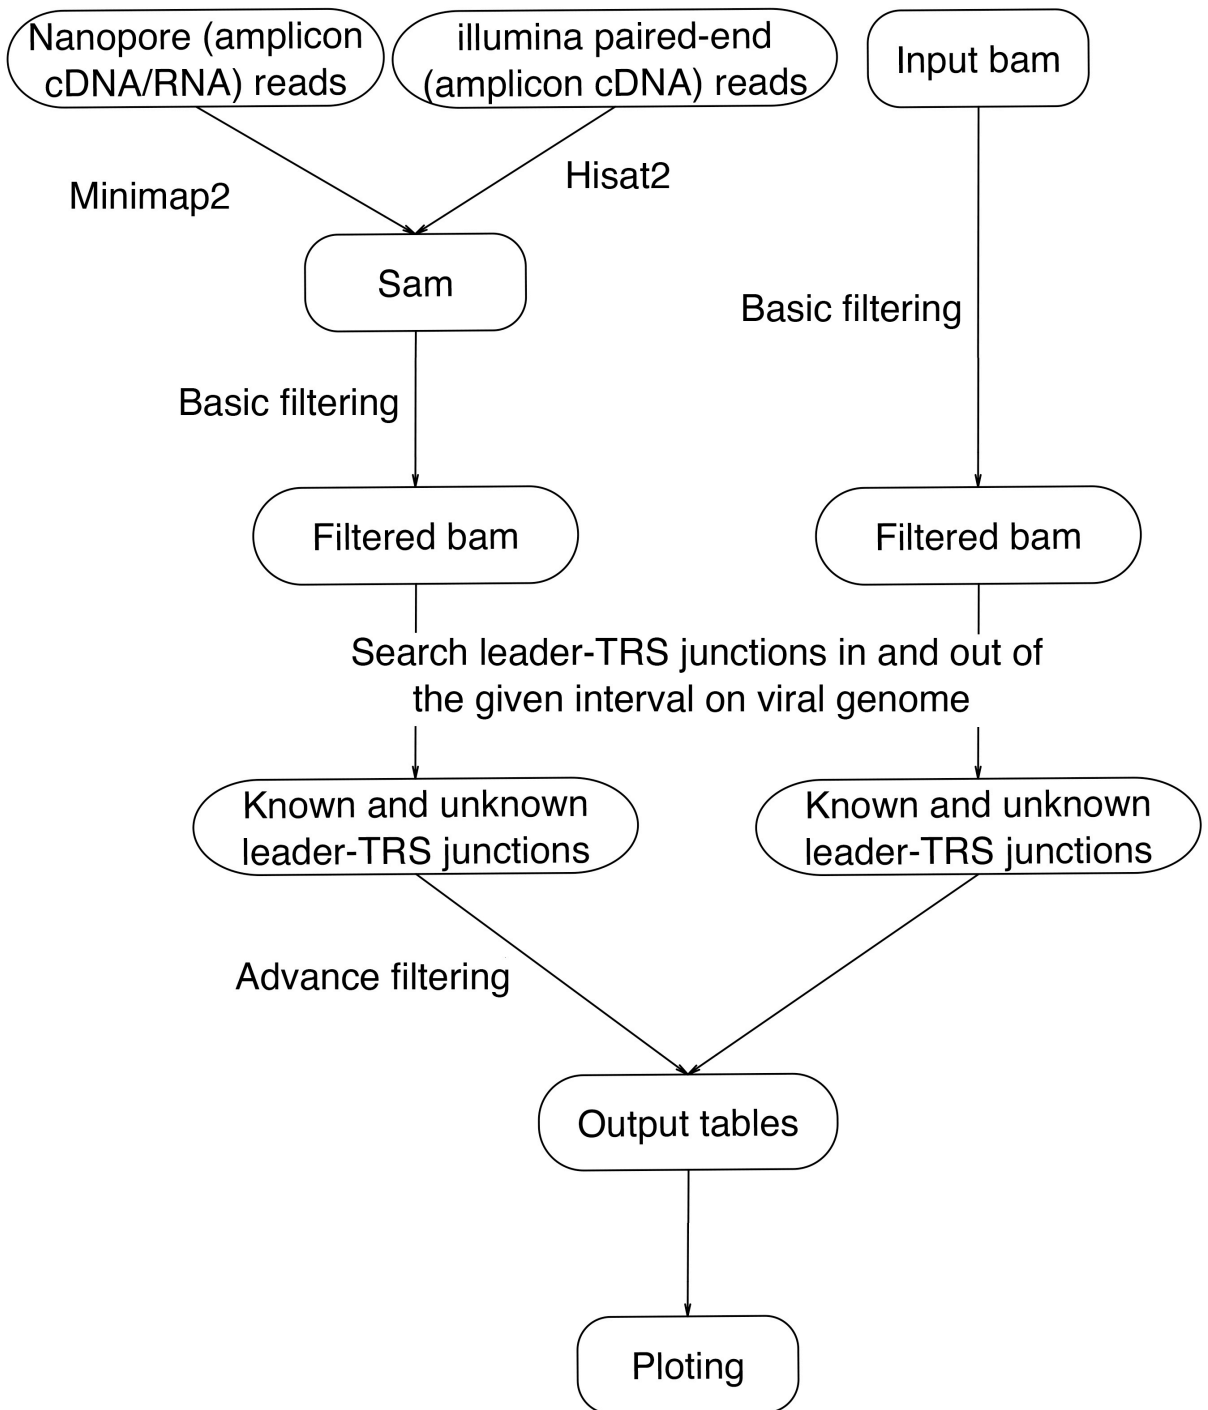 Nanopore (amplicon
cDNA/RNA) reads
illumina paired-end
(amplicon cDNA) reads
Input bam
Minimap2
Hisat2
Sam
Basic filtering
Basic filtering
Filtered bam
Filtered bam
Search leader-TRS junctions in and out of
the given interval on viral genome
Known and unknown
leader-TRS junctions
Known and unknown
leader-TRS junctions
Advance filtering
Output tables
Ploting